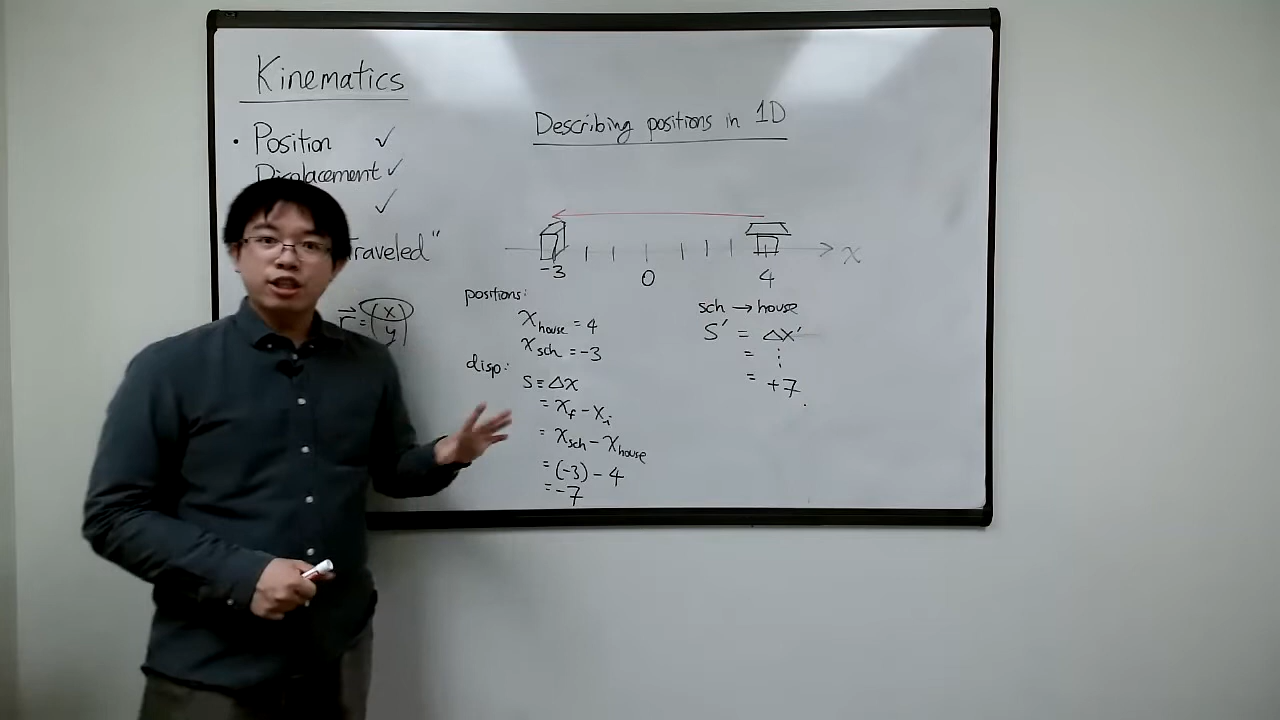 Kinematics
• Position ✓
Displacement ✓
✓
Traveled"
r⃗ = (x
y)
Describing positions in 1D
-3 0 4 x
positions:
x_house = 4
x_sch = -3
disp:
s ≡ Δx
= x_f - x_i
= x_sch - x_house
= (-3) - 4
= -7
sch → house
S' = Δx'
= ⋮
= +7.